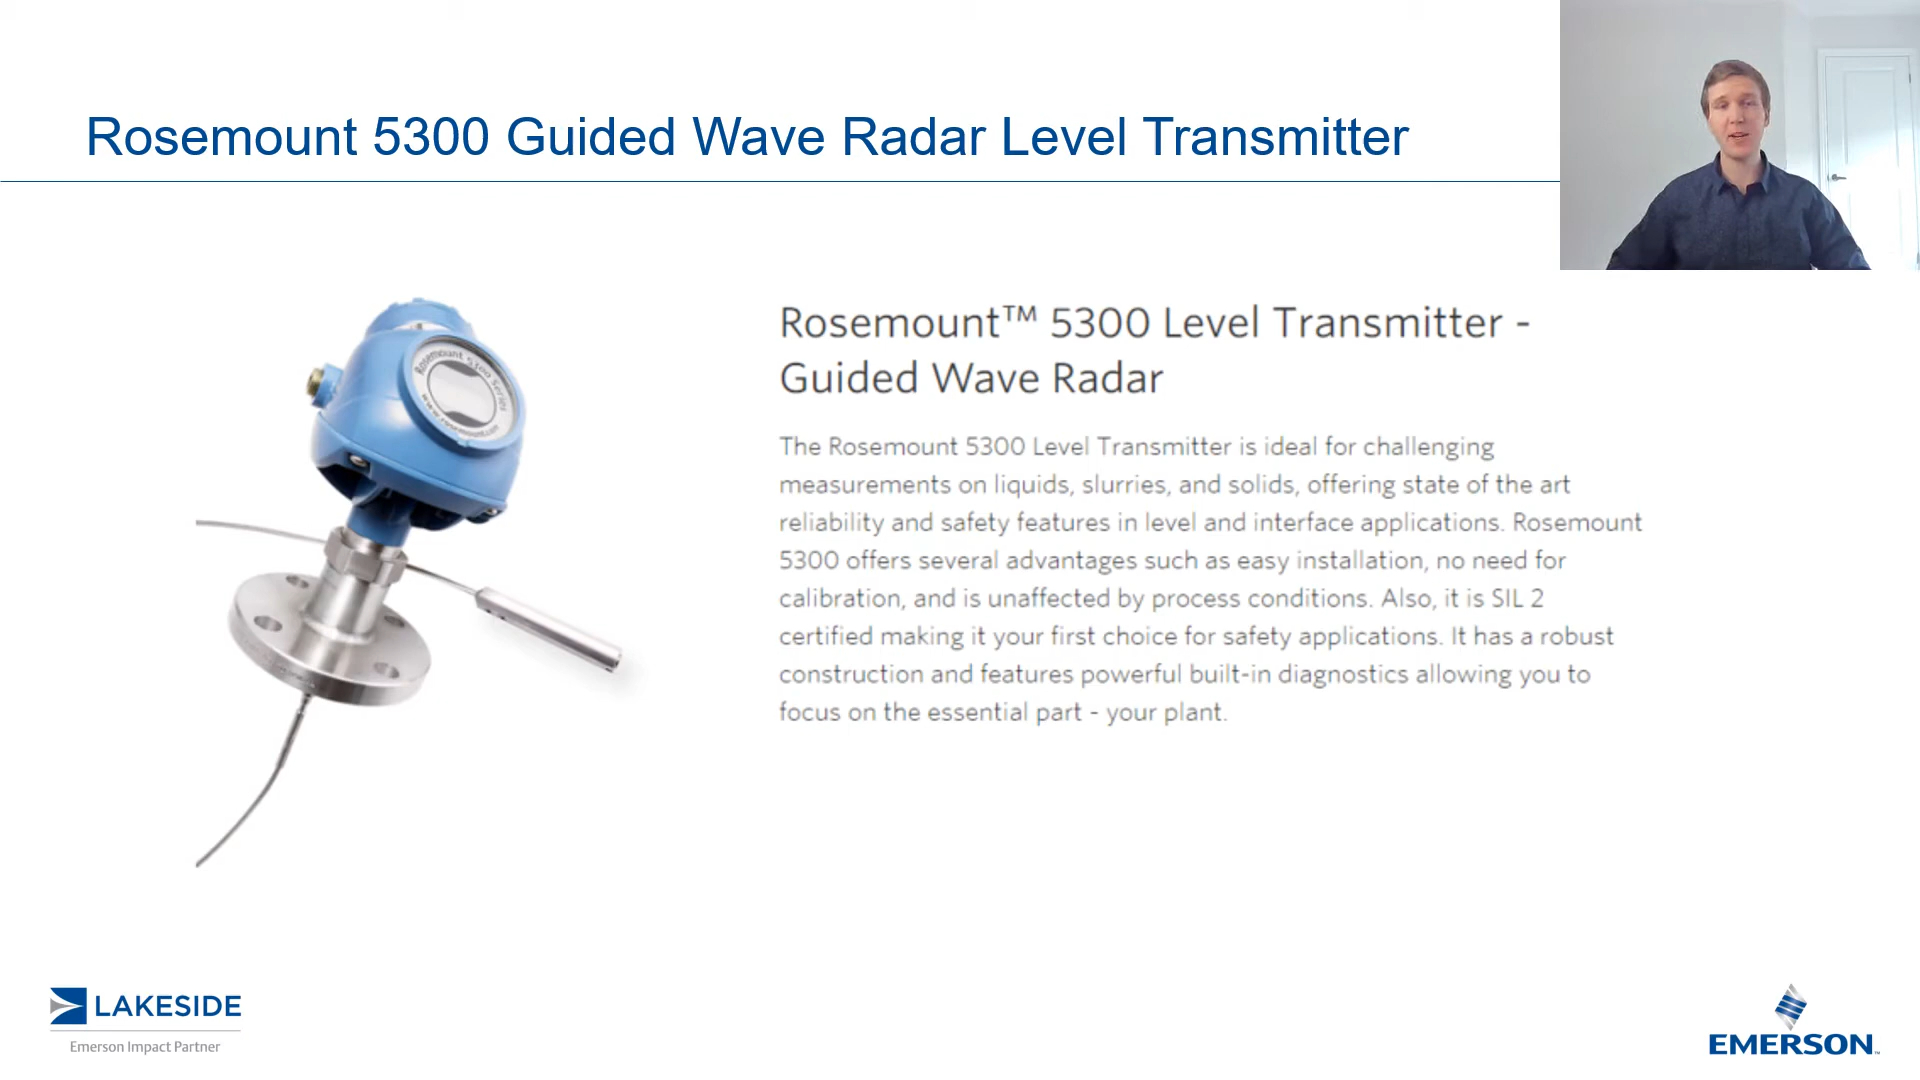 Rosemount 5300 Guided Wave Radar Level Transmitter
Rosemount 5100 Series
Rosemount™ 5300 Level Transmitter -
Guided Wave Radar
The Rosemount 5300 Level Transmitter is ideal for challenging
measurements on liquids, slurries, and solids, offering state of the art
reliability and safety features in level and interface applications. Rosemount
5300 offers several advantages such as easy installation, no need for
calibration, and is unaffected by process conditions. Also, it is SIL 2
certified making it your first choice for safety applications. It has a robust
construction and features powerful built-in diagnostics allowing you to
focus on the essential part - your plant.
LAKESIDE
Emerson Impact Partner
EMERSON™